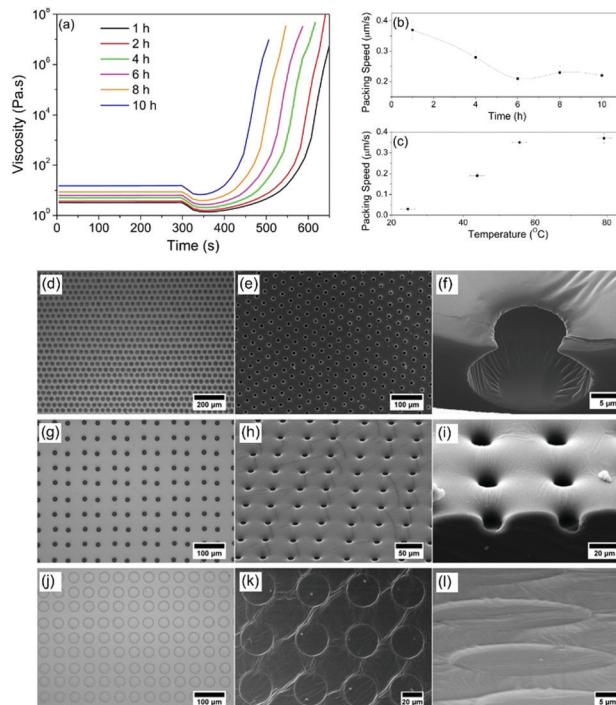 (a)
1 h
2 h
4 h
6 h
8 h
10 h
Viscosity (Pa.s)
10⁸
10⁶
10⁴
10²
10⁰
0 100 200 300 400 500 600
Time (s)
(b)
Packing Speed (μm/s)
0.4
0.3
0.2
0 2 4 6 8 10
Time (h)
(c)
Packing Speed (μm/s)
0.4
0.3
0.2
0.1
0.0
20 40 60 80
Temperature (°C)
(d)
200 μm
(e)
100 μm
(f)
5 μm
(g)
100 μm
(h)
50 μm
(i)
20 μm
(j)
100 μm
(k)
20 μm
(l)
5 μm